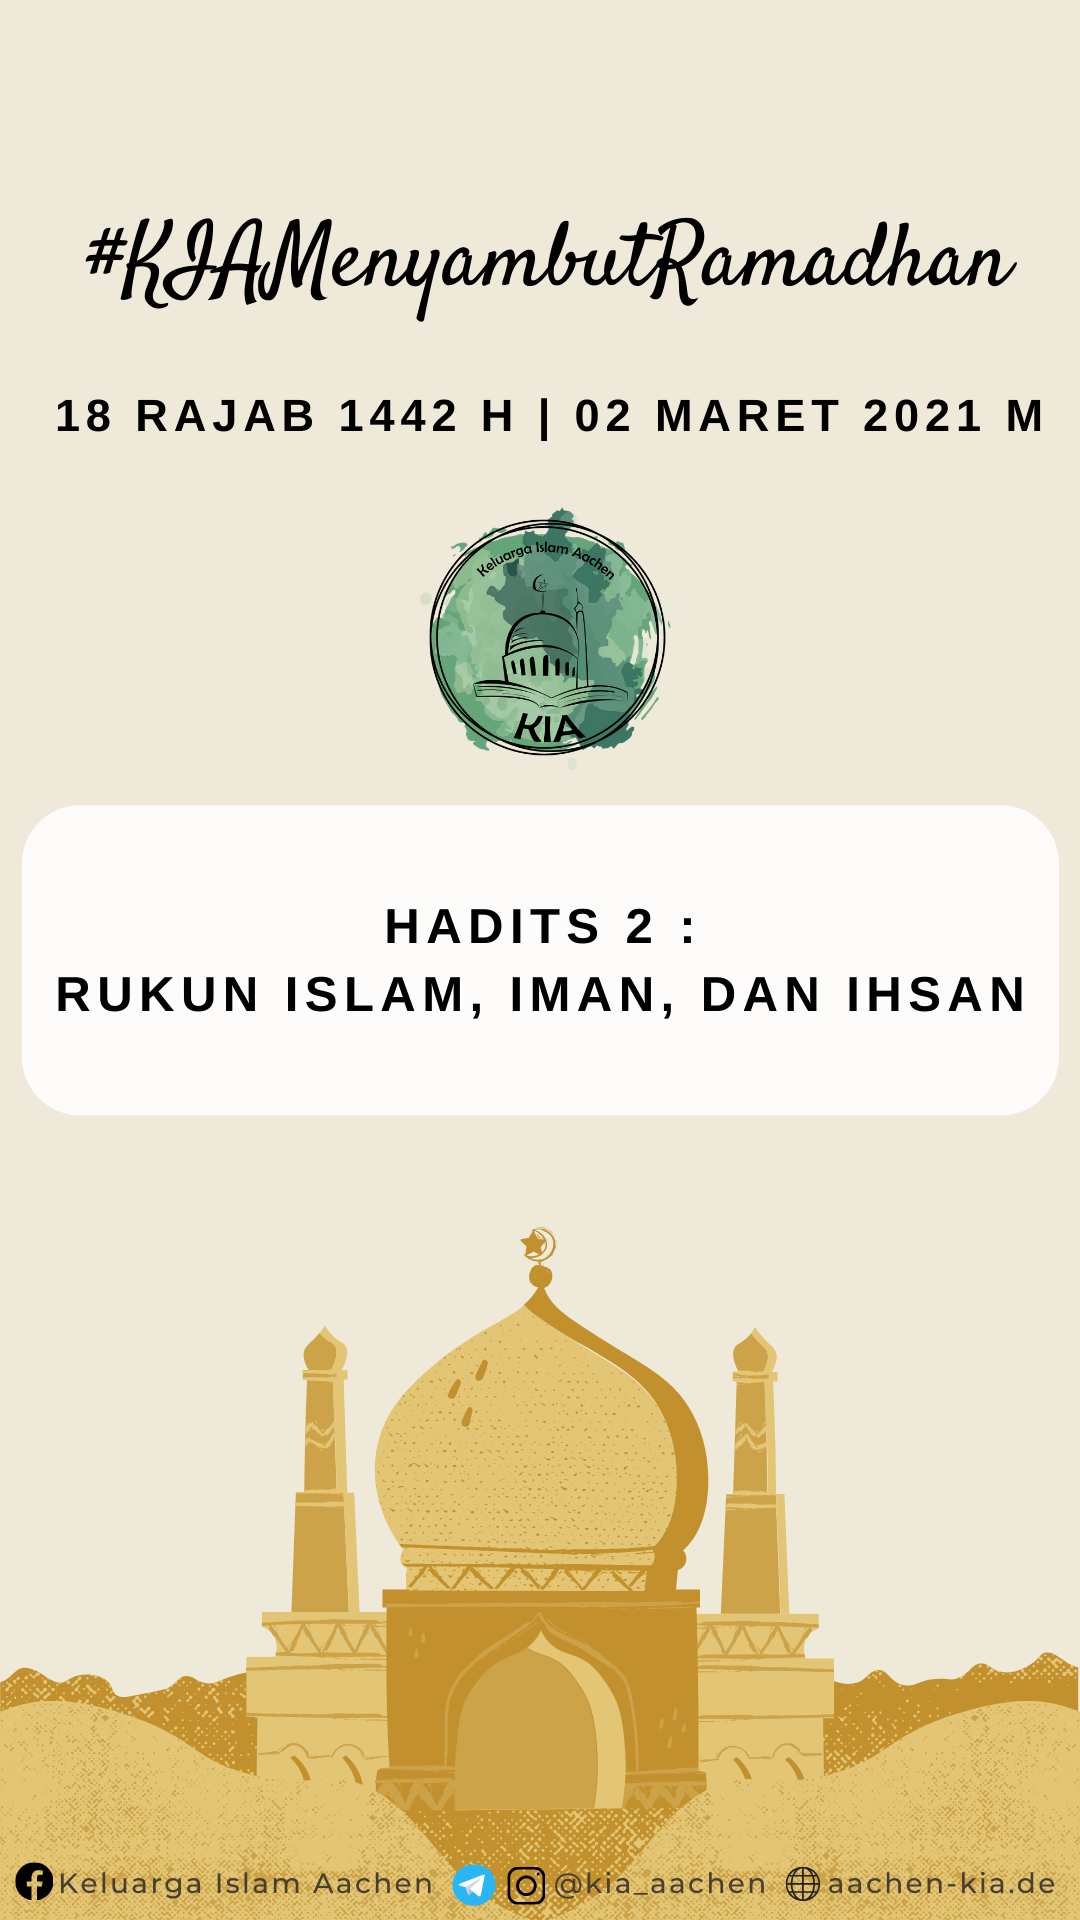 #KIAMenyambutRamadhan
18 RAJAB 1442 H | 02 MARET 2021 M
Keluarga Islam Aachen
KIA
HADITS 2 :
RUKUN ISLAM, IMAN, DAN IHSAN
Keluarga Islam Aachen @kia_aachen aachen-kia.de